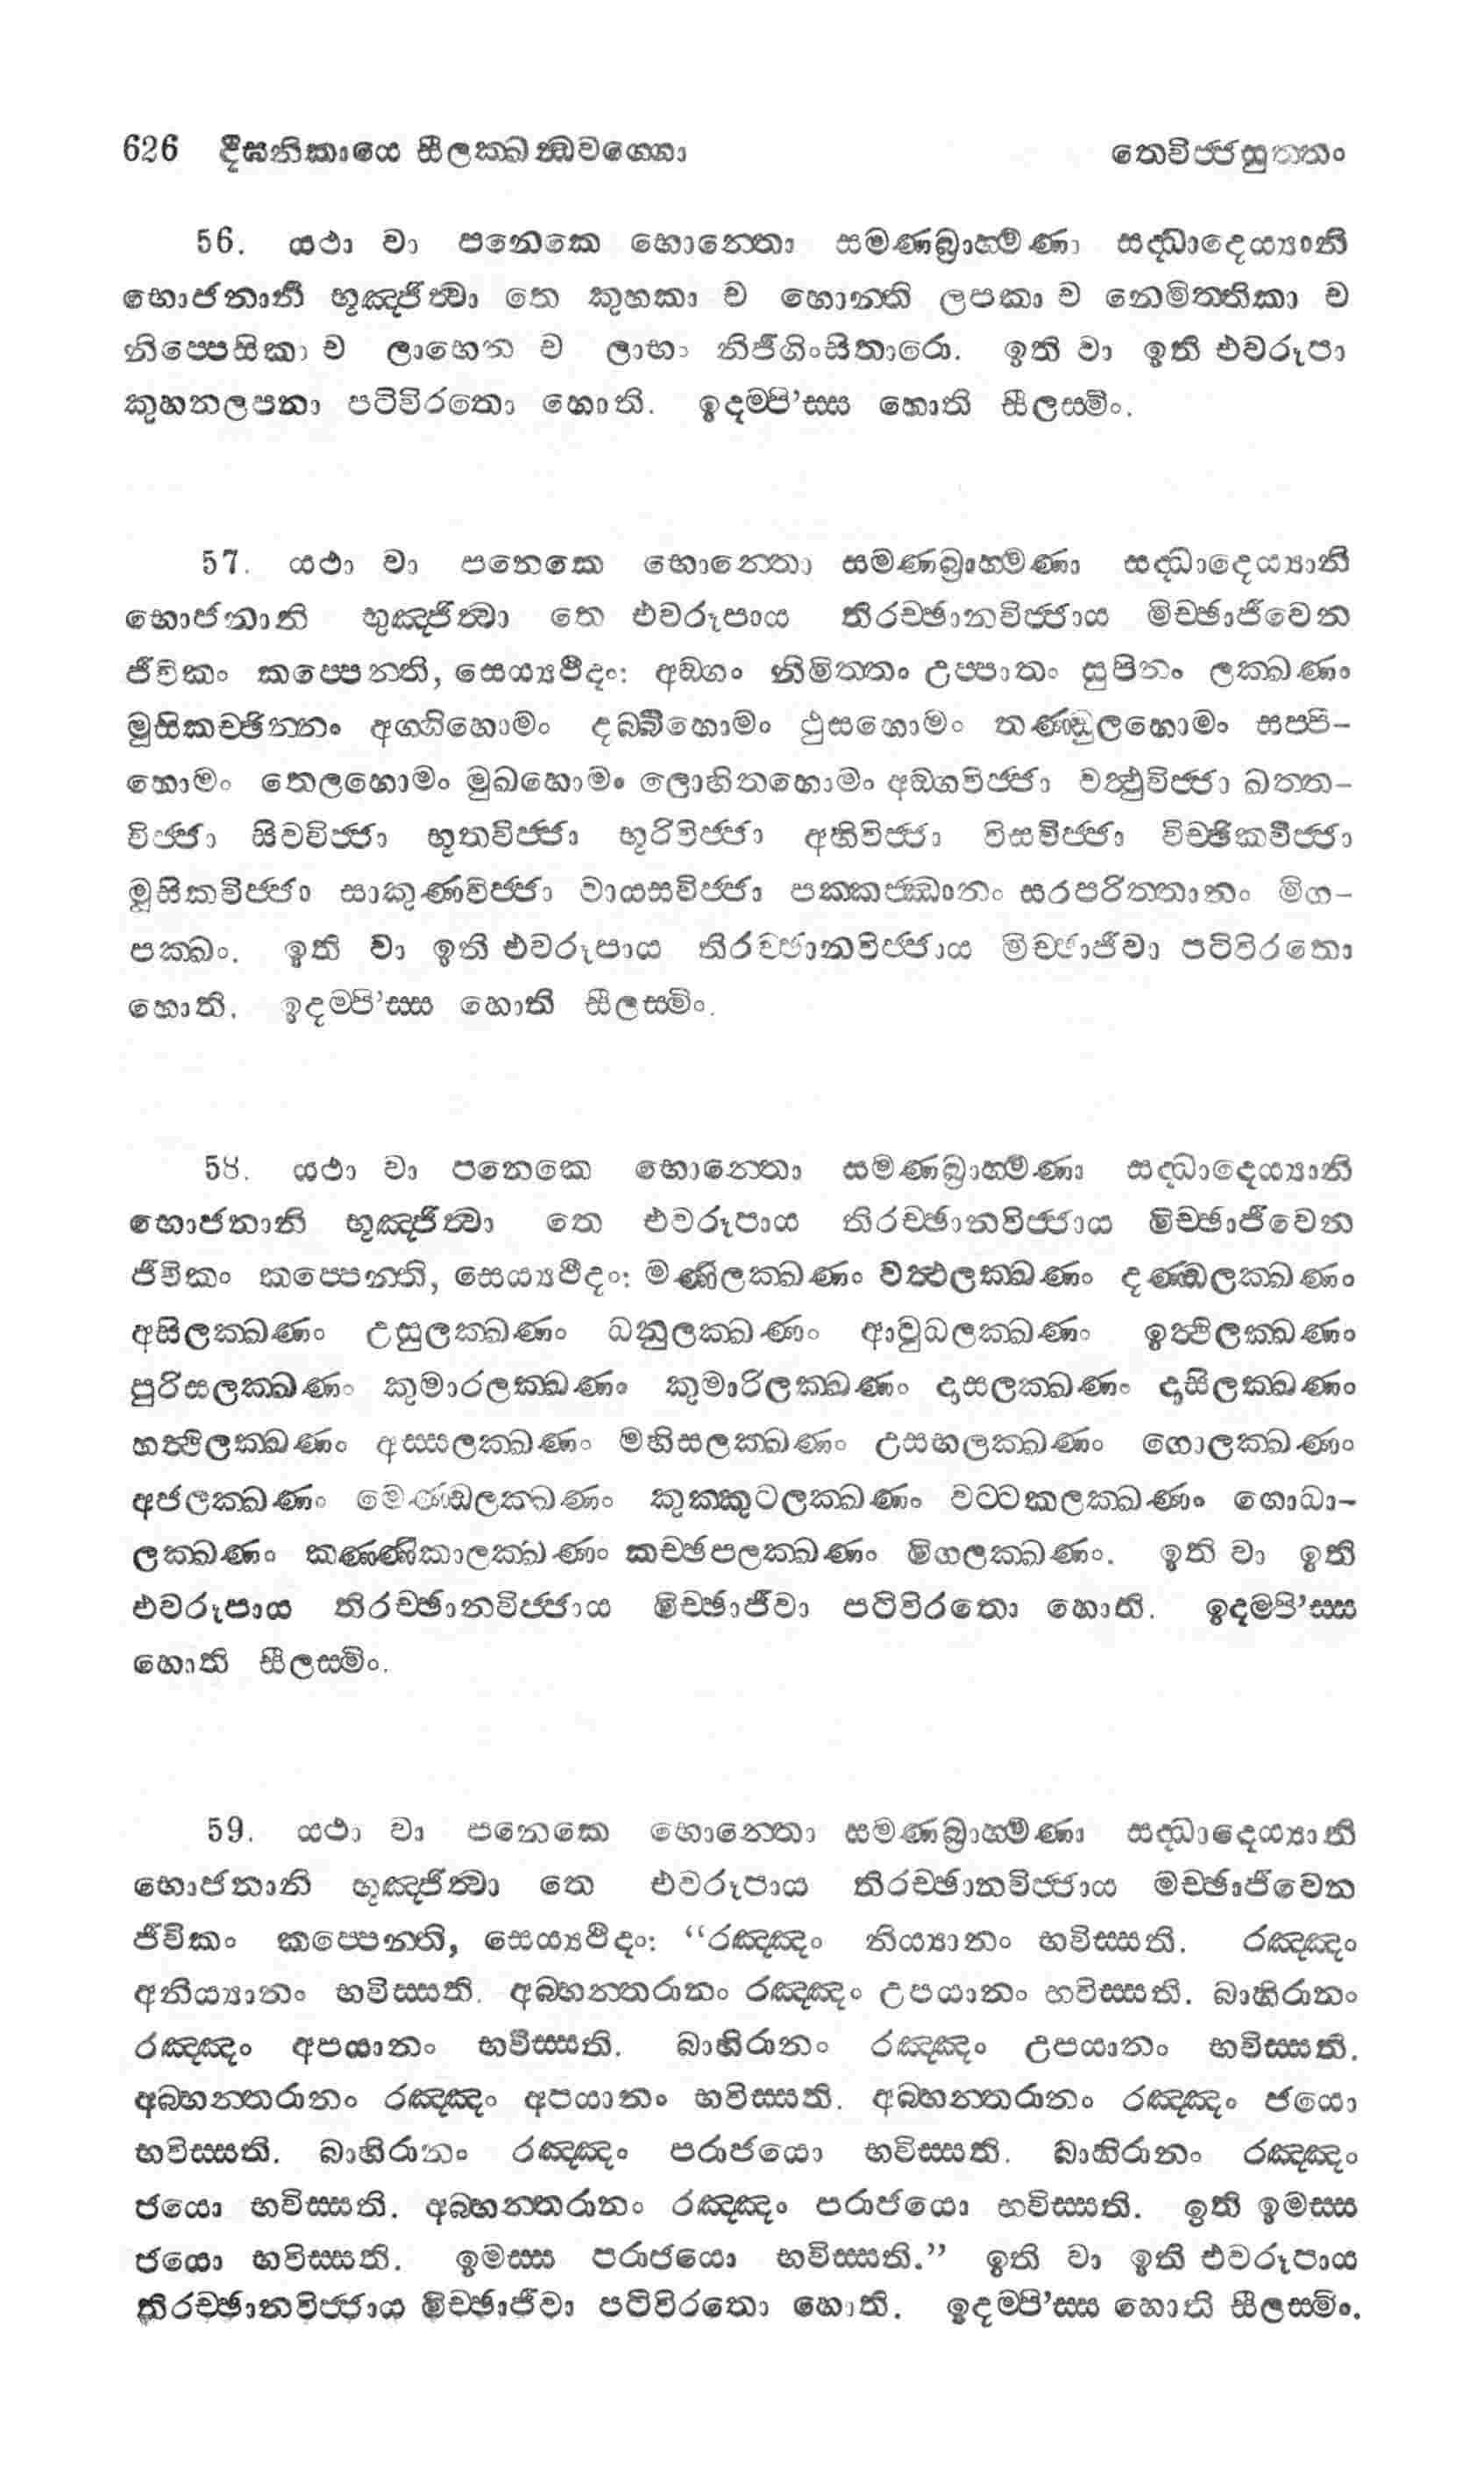 626 දීඝනිකායෙ සීලක්ඛන්ධවග්ගො තෙවිජ්ජසුත්තං
56. යථා වා පනෙකෙ භොන්තො සමණබ්‍රාහ්මණා සද්ධාදෙය්‍යානි
භොජනානි භූඤ්ජිත්වා තෙ කුහකා ච හොන්ති ලපකා ච නෙමිත්තිකා ච
නිප්පෙසිකා ච ලාභෙන ච ලාභං නිජිගිංසිතාරො. ඉති වා ඉති එවරූපා
කුහනලපනා පටිවිරතො හොති. ඉදම්පි’ස්ස හොති සීලස්මිං.
57. යථා වා පනෙකෙ භොන්තො සමණබ්‍රාහ්මණා සද්ධාදෙය්‍යානි
භොජනානි භුඤ්ජිත්වා තෙ එවරූපාය තිරච්ඡානවිජ්ජාය මිච්ඡාජීවෙන
ජීවිකං කප්පෙන්ති, සෙය්‍යථීදං: අඞ්ගං නිමිත්තං උප්පාතං සුපිනං ලක්ඛණං
මූසිකච්ඡින්නං අග්ගිහොමං දබ්බිහොමං ථුසහොමං තණ්ඩුලහොමං සප්පි-
හොමං තෙලහොමං මුඛහොමං ලොහිතහොමං අඞ්ගවිජ්ජා වත්ථුවිජ්ජා ඛත්ත-
විජ්ජා සිවවිජ්ජා භූතවිජ්ජා භූරිවිජ්ජා අහිවිජ්ජා විසවිජ්ජා විච්ඡිකවිජ්ජා
මූසිකවිජ්ජා සාකුණවිජ්ජා වායසවිජ්ජා පක්කජ්ඣානං සරපරිත්තානං මිග-
පක්ඛං. ඉති වා ඉති එවරූපාය තිරච්ඡානවිජ්ජාය මිච්ඡාජීවා පටිවිරතො
හොති. ඉදම්පි’ස්ස හොති සීලස්මිං.
58. යථා වා පනෙකෙ භොන්තො සමණබ්‍රාහ්මණා සද්ධාදෙය්‍යානි
භොජනානි භූඤ්ජිත්වා තෙ එවරූපාය තිරච්ඡානවිජ්ජාය මිච්ඡාජීවෙන
ජීවිකං කප්පෙන්ති, සෙය්‍යථීදං: මණිලක්ඛණං වත්ථලක්ඛණං දණ්ඩලක්ඛණං
අසිලක්ඛණං උසුලක්ඛණං ධනුලක්ඛණං ආවුධලක්ඛණං ඉත්ථිලක්ඛණං
පුරිසලක්ඛණං කුමාරලක්ඛණං කුමාරිලක්ඛණං දාසලක්ඛණං දාසිලක්ඛණං
හත්ථිලක්ඛණං අස්සලක්ඛණං මහිසලක්ඛණං උසභලක්ඛණං ගොලක්ඛණං
අජලක්ඛණං මෙණ්ඩලක්ඛණං කුක්කුටලක්ඛණං වට්ටකලක්ඛණං ගොධා-
ලක්ඛණං කණ්ණිකාලක්ඛණං කච්ඡපලක්ඛණං මිගලක්ඛණං. ඉති වා ඉති
එවරූපාය තිරච්ඡානවිජ්ජාය මිච්ඡාජීවා පටිවිරතො හොති. ඉදම්පි’ස්ස
හොති සීලස්මිං.
59. යථා වා පනෙකෙ භොන්තො සමණබ්‍රාහ්මණා සද්ධාදෙය්‍යානි
භොජනානි භූඤ්ජිත්වා තෙ එවරූපාය තිරච්ඡානවිජ්ජාය මච්ඡාජීවෙන
ජීවිකං කප්පෙන්ති, සෙය්‍යථීදං: “රඤ්ඤං නිය්‍යානං භවිස්සති. රඤ්ඤං
අනිය්‍යානං භවිස්සති. අබ්භන්තරානං රඤ්ඤං උපයානං භවිස්සති. බාහිරානං
රඤ්ඤං අපයානං භවිස්සති. බාහිරානං රඤ්ඤං උපයානං භවිස්සති.
අබ්භන්තරානං රඤ්ඤං අපයානං භවිස්සති. අබ්භන්තරානං රඤ්ඤං ජයො
භවිස්සති. බාහිරානං රඤ්ඤං පරාජයො භවිස්සති. බාහිරානං රඤ්ඤං
ජයො භවිස්සති. අබ්භන්තරානං රඤ්ඤං පරාජයො භවිස්සති. ඉති ඉමස්ස
ජයො භවිස්සති. ඉමස්ස පරාජයො භවිස්සති.” ඉති වා ඉති එවරූපාය
තිරච්ඡානවිජ්ජාය මිච්ඡාජීවා පටිවිරතො හොති. ඉදම්පි’ස්ස හොති සීලස්මිං.